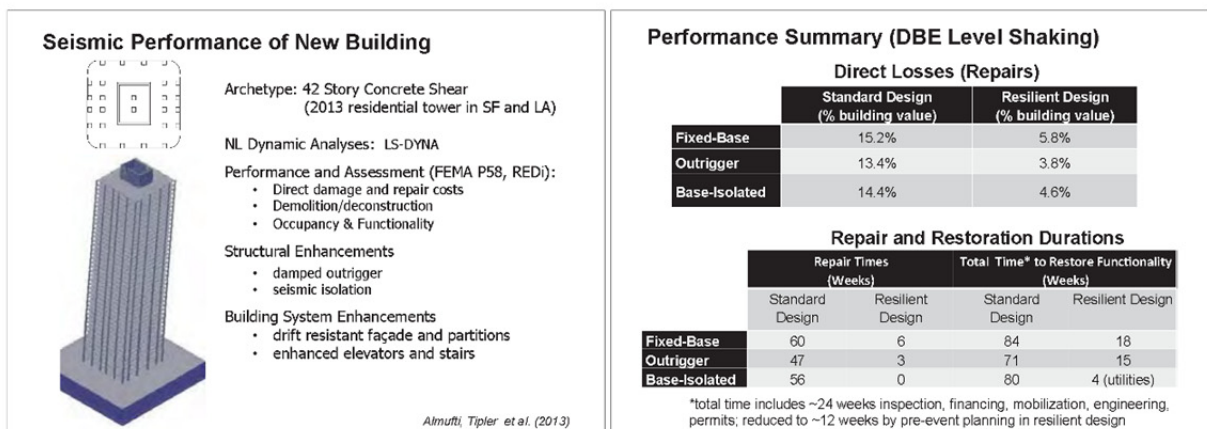 Seismic Performance of New Building
Archetype: 42 Story Concrete Shear
(2013 residential tower in SF and LA)
NL Dynamic Analyses: LS-DYNA
Performance and Assessment (FEMA P58, REDi):
• Direct damage and repair costs
• Demolition/deconstruction
• Occupancy & Functionality
Structural Enhancements
• damped outrigger
• seismic isolation
Building System Enhancements
• drift resistant façade and partitions
• enhanced elevators and stairs
Almufti, Tipler et al. (2013)
Performance Summary (DBE Level Shaking)
Direct Losses (Repairs)
Standard Design Resilient Design
(% building value) (% building value)
Fixed-Base 15.2% 5.8%
Outrigger 13.4% 3.8%
Base-Isolated 14.4% 4.6%
Repair and Restoration Durations
Repair Times Total Time* to Restore Functionality
(Weeks) (Weeks)
Standard Resilient Standard Resilient Design
Design Design Design
Fixed-Base 60 6 84 18
Outrigger 47 3 71 15
Base-Isolated 56 0 80 4 (utilities)
*total time includes ~24 weeks inspection, financing, mobilization, engineering,
permits; reduced to ~12 weeks by pre-event planning in resilient design